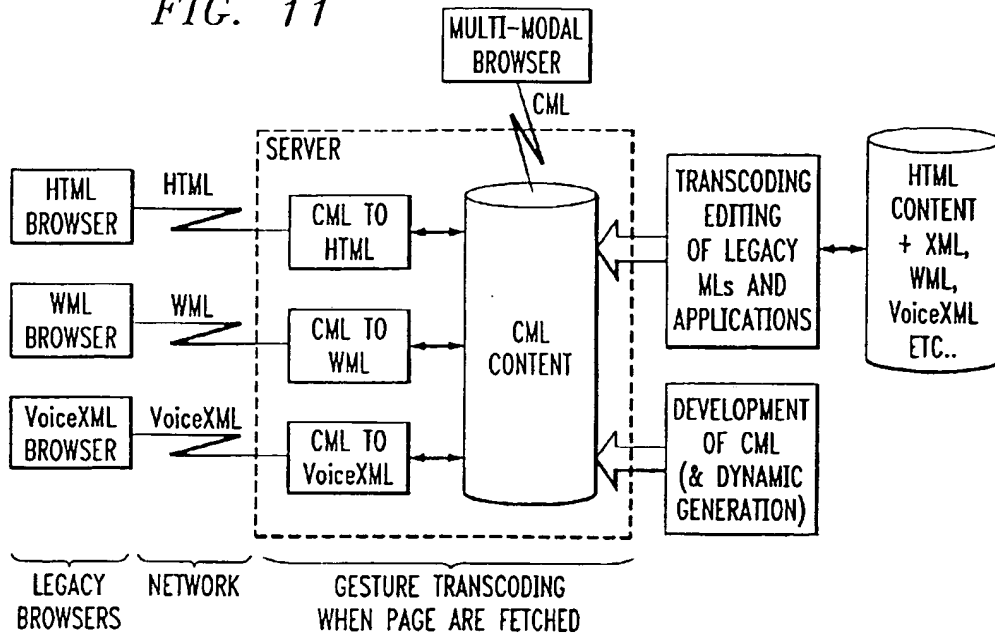 FIG. 11
MULTI-MODAL
BROWSER
CML
SERVER
HTML
BROWSER
HTML
CML TO
HTML
WML
BROWSER
WML
CML TO
WML
VoiceXML
BROWSER
VoiceXML
CML TO
VoiceXML
CML
CONTENT
TRANSCODING
EDITING
OF LEGACY
MLs AND
APPLICATIONS
HTML
CONTENT
+ XML,
WML,
VoiceXML
ETC..
DEVELOPMENT
OF CML
(& DYNAMIC
GENERATION)
LEGACY
BROWSERS
NETWORK
GESTURE TRANSCODING
WHEN PAGE ARE FETCHED